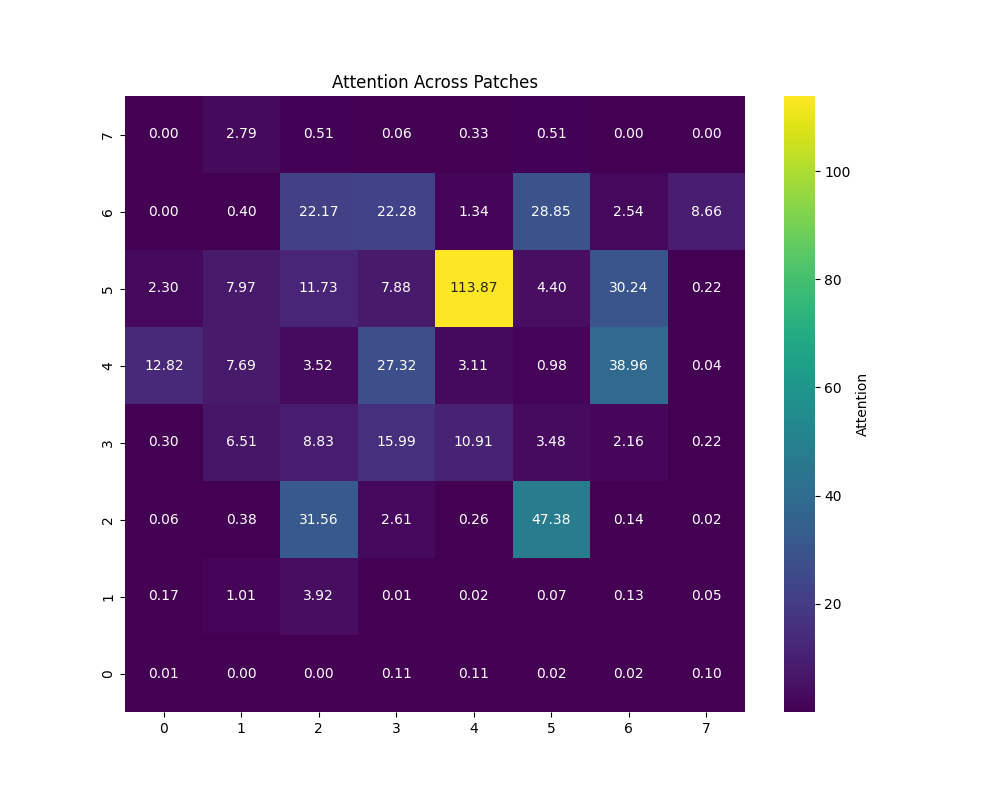 Attention Across Patches
7 0.00 2.79 0.51 0.06 0.33 0.51 0.00 0.00
6 0.00 0.40 22.17 22.28 1.34 28.85 2.54 8.66
5 2.30 7.97 11.73 7.88 113.87 4.40 30.24 0.22
4 12.82 7.69 3.52 27.32 3.11 0.98 38.96 0.04
3 0.30 6.51 8.83 15.99 10.91 3.48 2.16 0.22
2 0.06 0.38 31.56 2.61 0.26 47.38 0.14 0.02
1 0.17 1.01 3.92 0.01 0.02 0.07 0.13 0.05
0 0.01 0.00 0.00 0.11 0.11 0.02 0.02 0.10
0 1 2 3 4 5 6 7
100
80
60
40
20
Attention